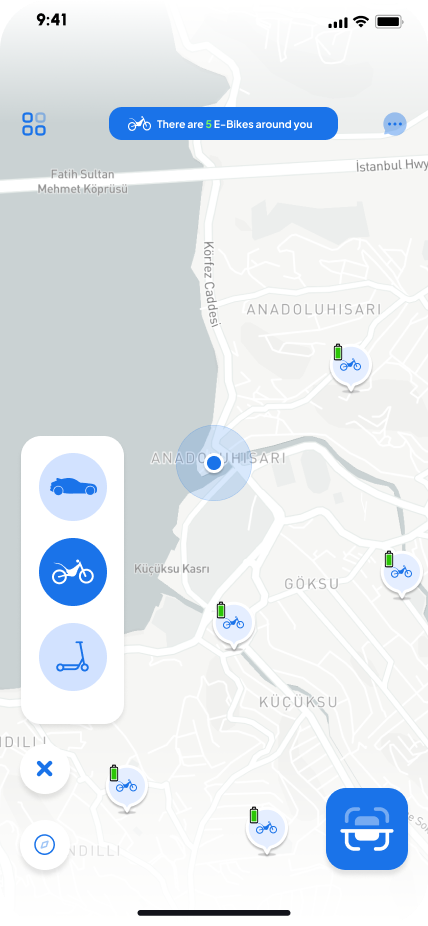 9:41
There are 5 E-Bikes around you
Fatih Sultan
Mehmet Köprüsü
İstanbul Hwy
Körfez Caddesi
ANADOLUHISARI
ANADOLUHISARI
Küçüksu Kasrı
GÖKSU
KÜÇÜKSU
NDILLI
NDILLI